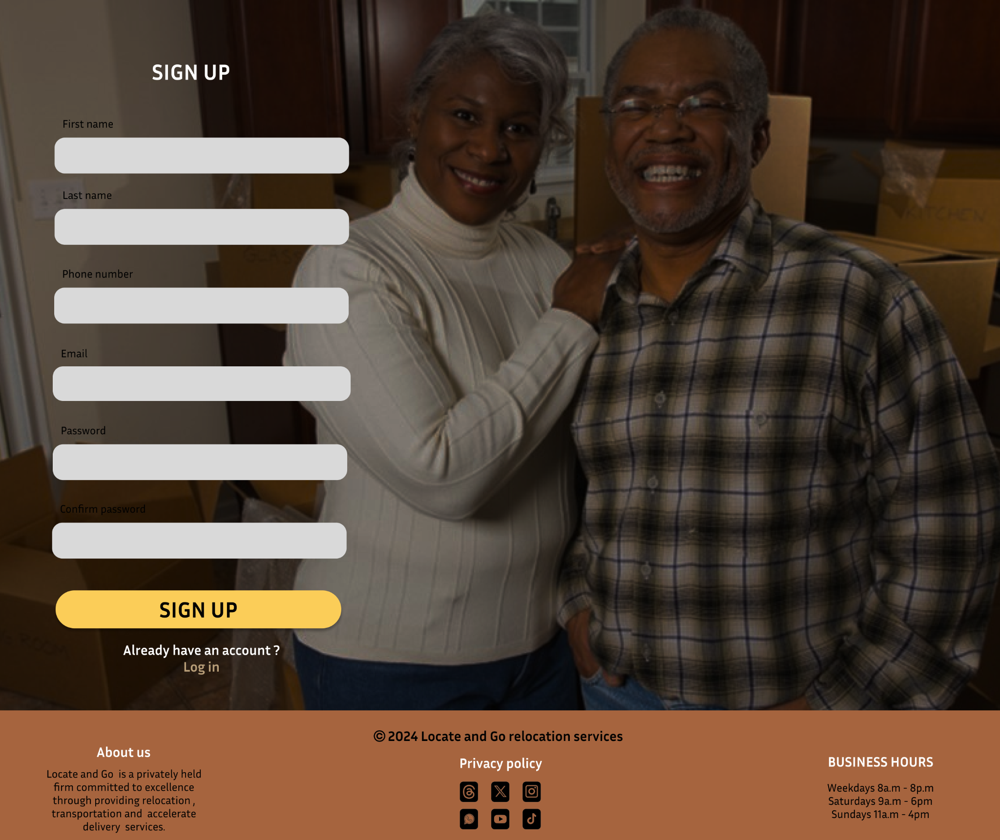 SIGN UP
First name
Last name
Phone number
Email
Password
Confirm password
SIGN UP
Already have an account ?
Log in
KITCHEN
GLASS
© 2024 Locate and Go relocation services
About us
Locate and Go  is a privately held
firm committed to excellence
through providing relocation ,
transportation and  accelerate
delivery  services.
Privacy policy
BUSINESS HOURS
Weekdays 8a.m - 8p.m
Saturdays 9a.m - 6pm
Sundays 11a.m - 4pm